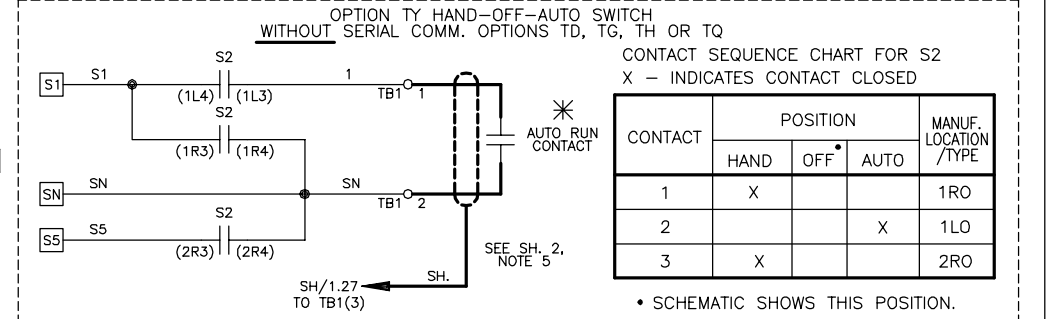 OPTION TY HAND-OFF-AUTO SWITCH
WITHOUT SERIAL COMM. OPTIONS TD, TG, TH OR TQ
S1
S1
S2
(1L4) (1L3)
1
TB1 1
S2
(1R3) (1R4)
AUTO RUN
CONTACT
SN
SN
SN
TB1 2
S5
S5
S2
(2R3) (2R4)
SEE SH. 2,
NOTE 5
SH.
SH/1.27
TO TB1(3)
CONTACT SEQUENCE CHART FOR S2
X - INDICATES CONTACT CLOSED
CONTACT POSITION MANUF. LOCATION /TYPE
HAND OFF• AUTO
1 X 1RO
2 X 1LO
3 X 2RO
• SCHEMATIC SHOWS THIS POSITION.